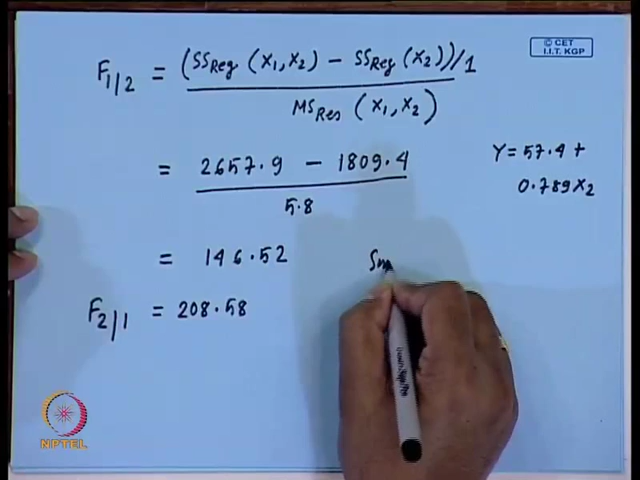 © CET
I.I.T. KGP
F1/2 = (SSReg (X1, X2) - SSReg (X2))/1
MSRes (X1, X2)
= 2657.9 - 1809.4
5.8
Y = 57.4 +
0.789 X2
= 146.52
F2/1 = 208.58
NPTEL